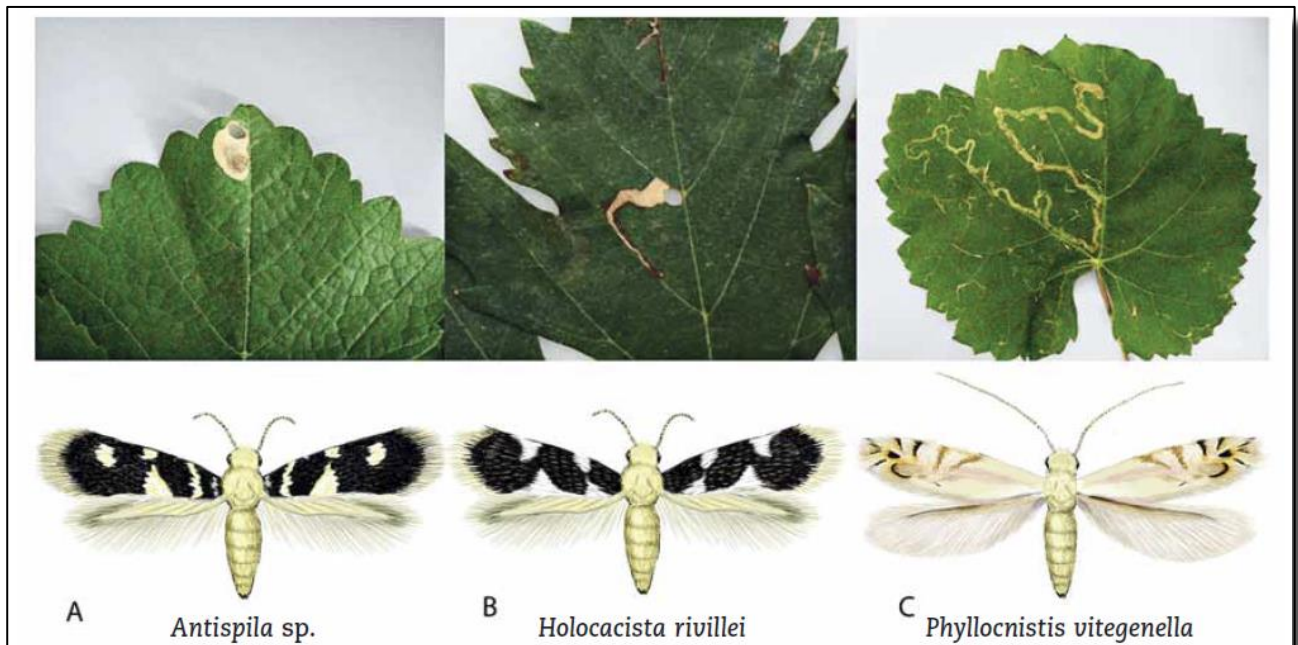 A
Antispila sp.
B
Holocacista rivillei
C
Phyllocnistis vitegenella